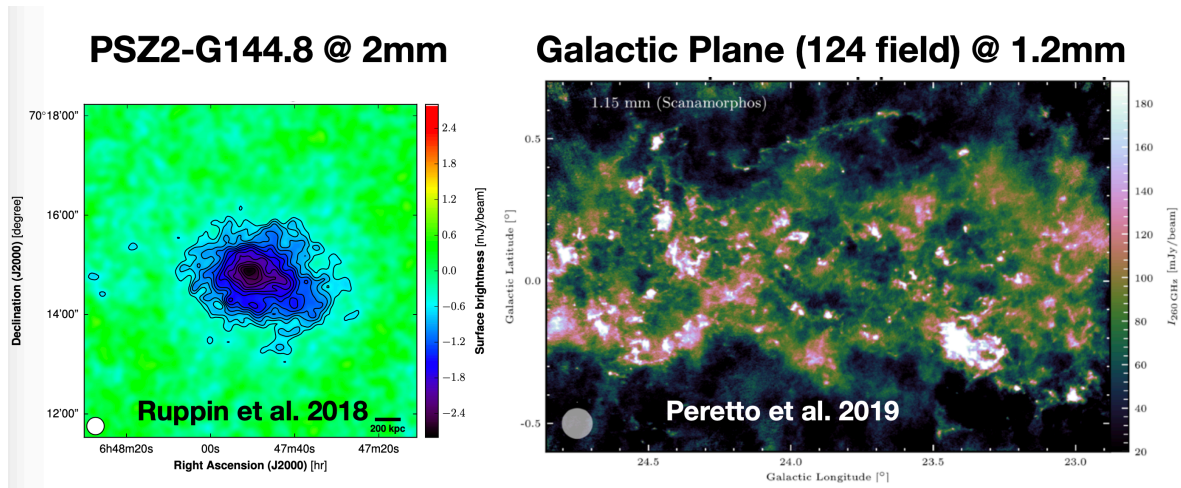 PSZ2-G144.8 @ 2mm
70°18'00"
16'00"
14'00"
12'00"
Declination (J2000) [degree]
Ruppin et al. 2018
200 kpc
6h48m20s 00s 47m40s 47m20s
Right Ascension (J2000) [hr]
2.4
1.8
1.2
0.6
0.0
−0.6
−1.2
−1.8
−2.4
Surface brightness [mJy/beam]
Galactic Plane (124 field) @ 1.2mm
1.15 mm (Scanamorphos)
0.5
0.0
-0.5
Galactic Latitude [°]
Peretto et al. 2019
24.5 24.0 23.5 23.0
Galactic Longitude [°]
180
160
140
120
100
80
60
40
20
I260 GHz [mJy/beam]